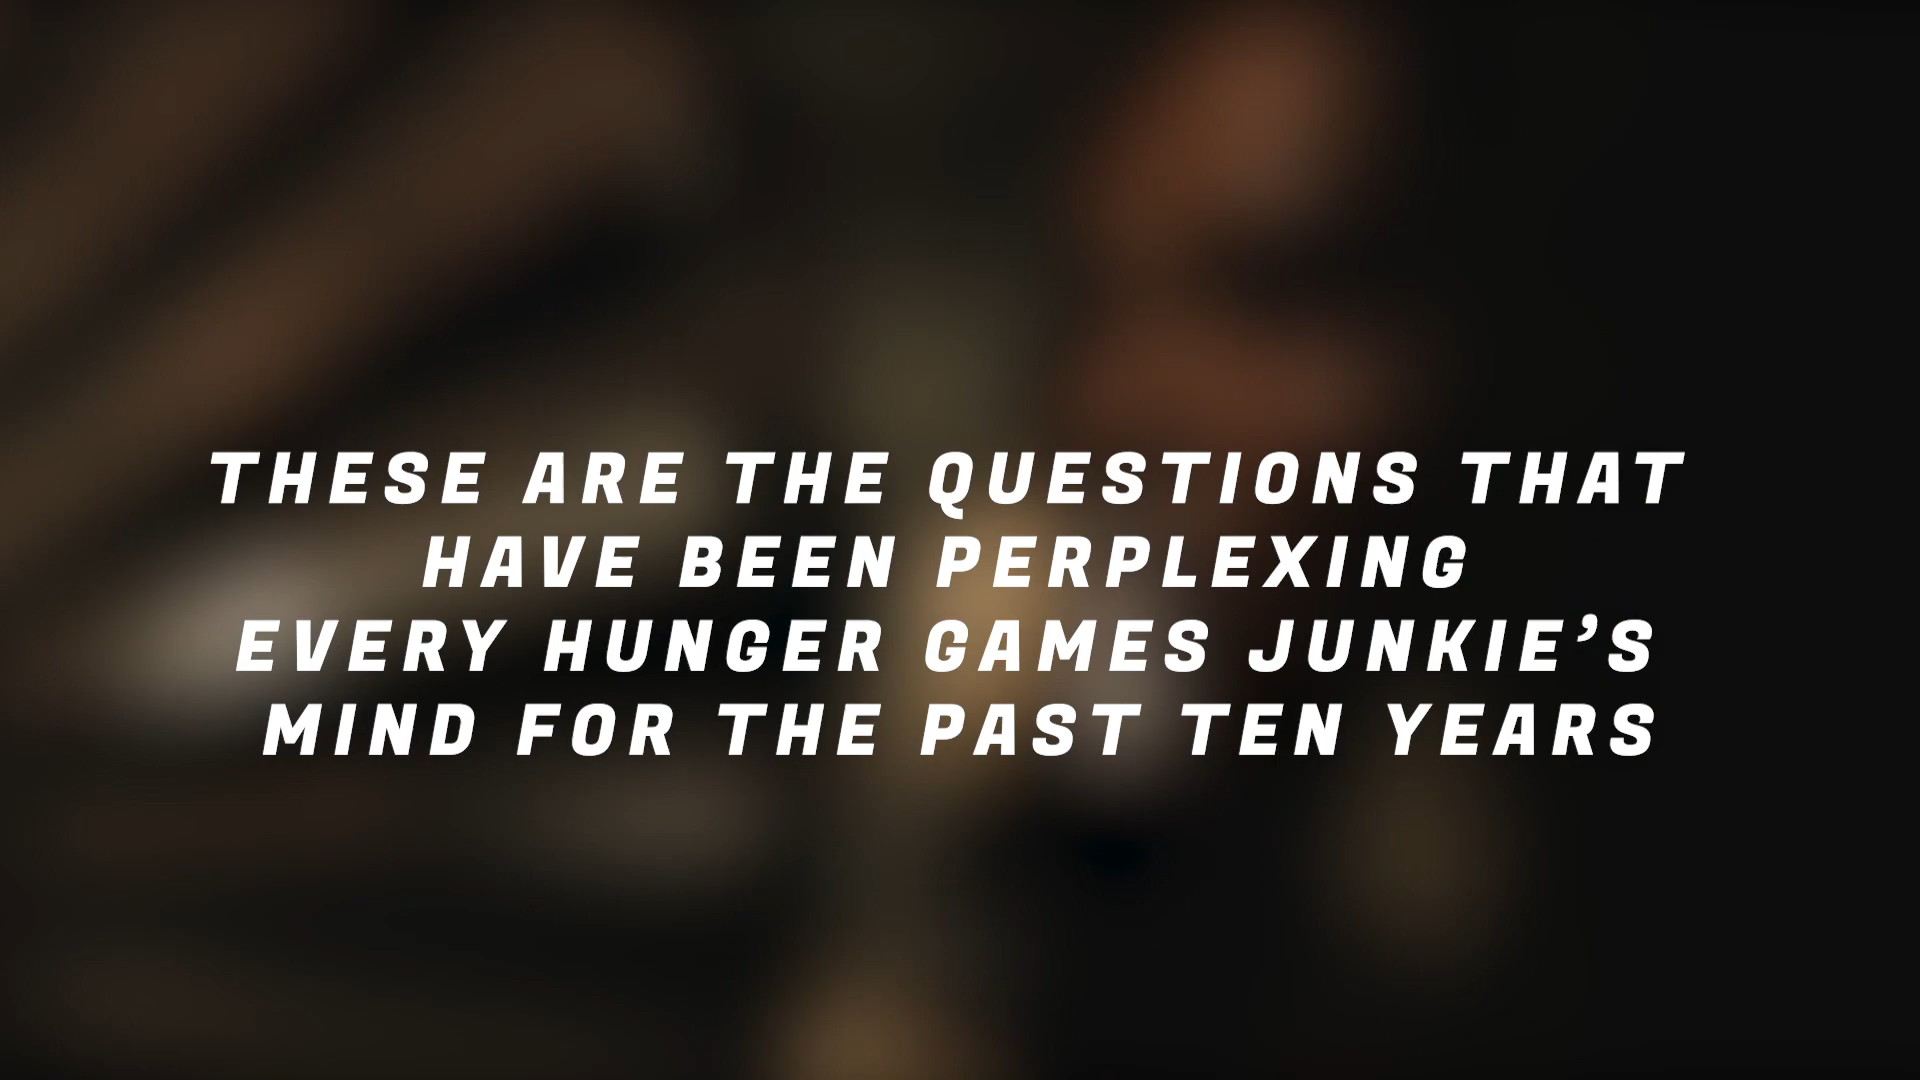 THESE ARE THE QUESTIONS THAT
HAVE BEEN PERPLEXING
EVERY HUNGER GAMES JUNKIE’S
MIND FOR THE PAST TEN YEARS